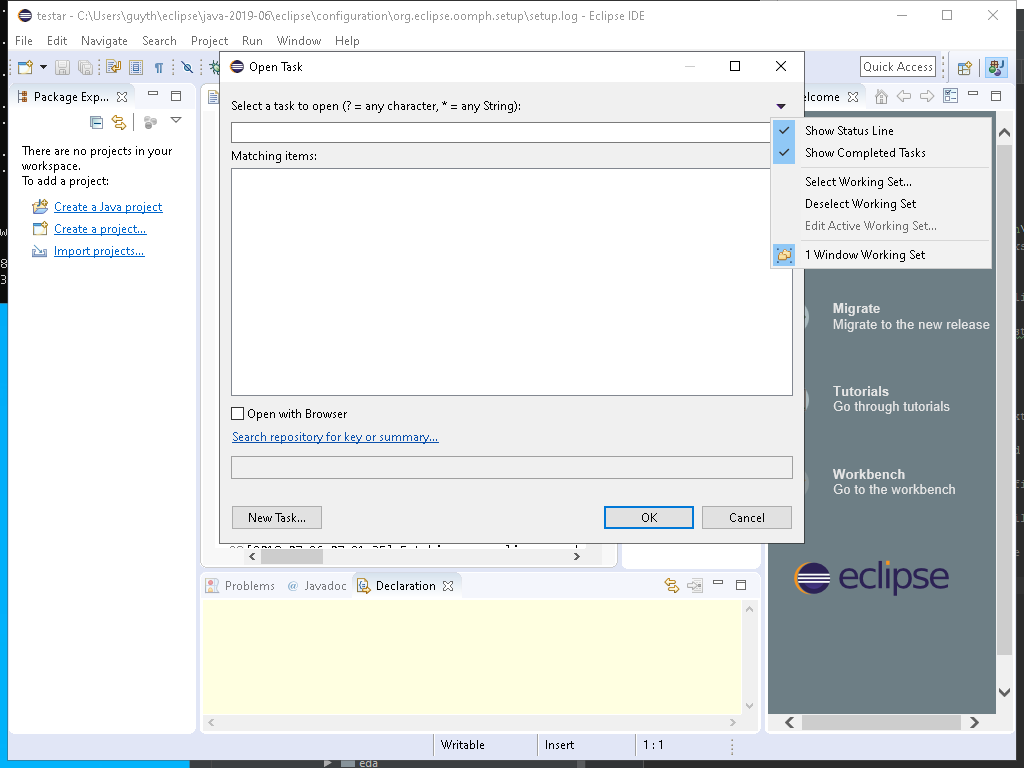 testar - C:\Users\guyth\eclipse\java-2019-06\eclipse\configuration\org.eclipse.oomph.setup\setup.log - Eclipse IDE
File Edit Navigate Search Project Run Window Help
Quick Access
Package Exp...
There are no projects in your
workspace.
To add a project:
Create a Java project
Create a project...
Import projects...
Open Task
Select a task to open (? = any character, * = any String):
Matching items:
Open with Browser
Search repository for key or summary...
New Task...
OK
Cancel
Show Status Line
Show Completed Tasks
Select Working Set...
Deselect Working Set
Edit Active Working Set...
1 Window Working Set
Migrate
Migrate to the new release
Tutorials
Go through tutorials
Workbench
Go to the workbench
eclipse
Problems
@ Javadoc
Declaration
Writable
Insert
1 : 1
eda